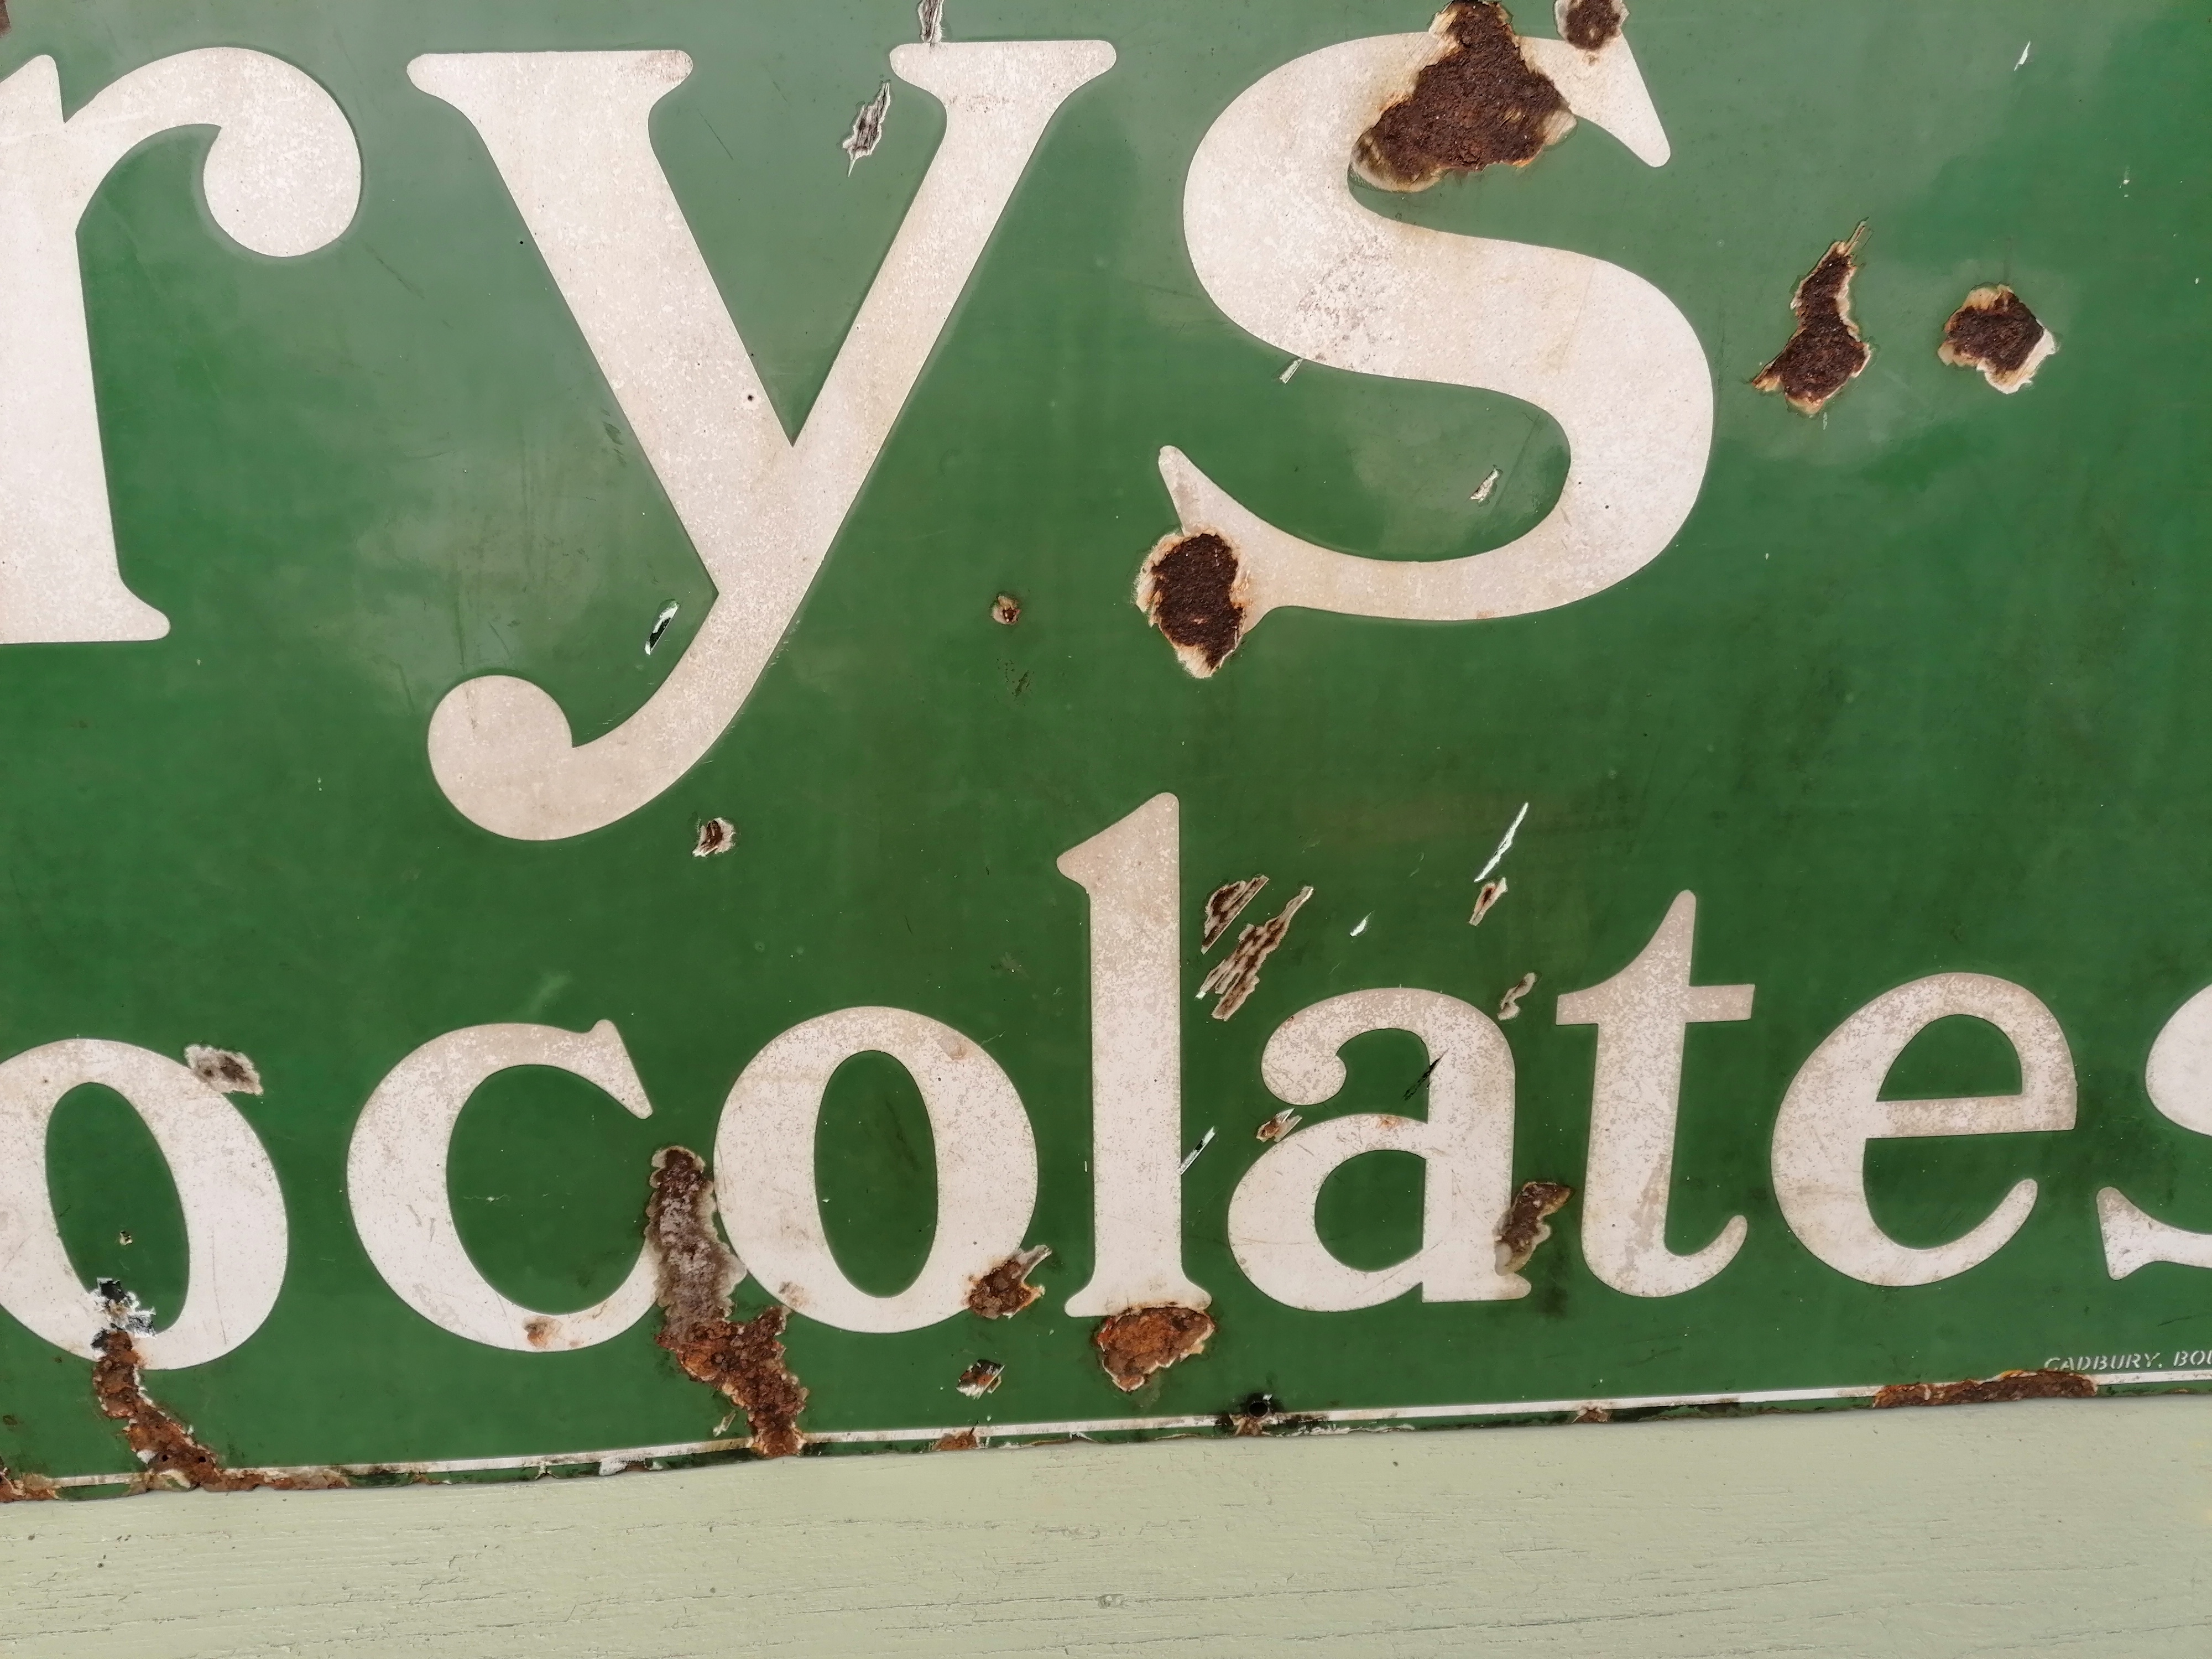 rys
ocolates
CADBURY, BOU